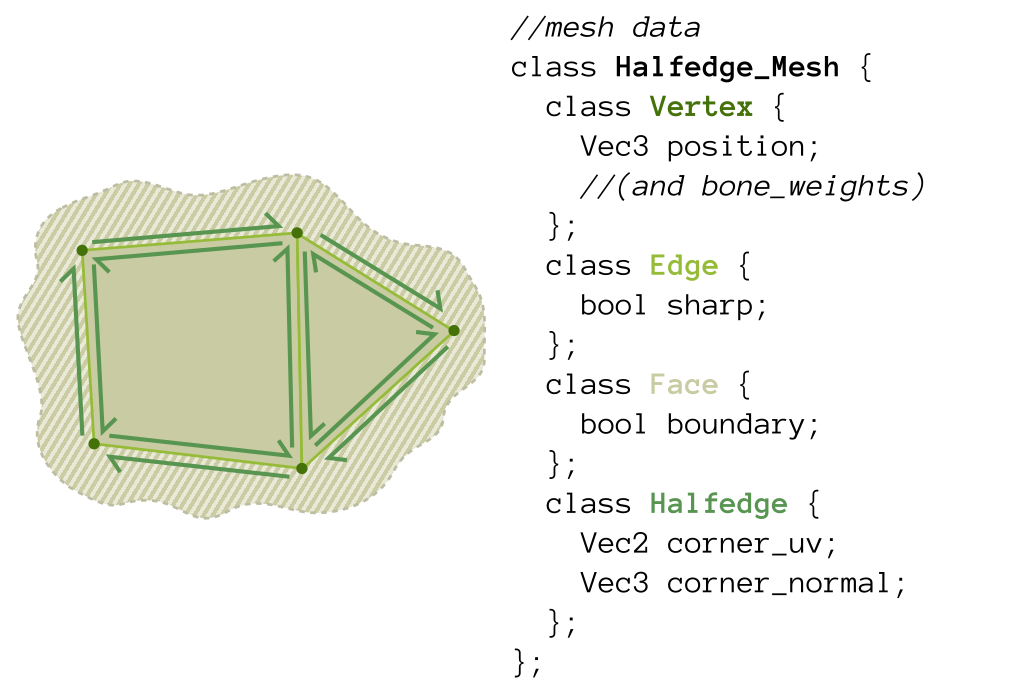 //mesh data
class Halfedge_Mesh {
  class Vertex {
    Vec3 position;
    //(and bone_weights)
  };
  class Edge {
    bool sharp;
  };
  class Face {
    bool boundary;
  };
  class Halfedge {
    Vec2 corner_uv;
    Vec3 corner_normal;
  };
};